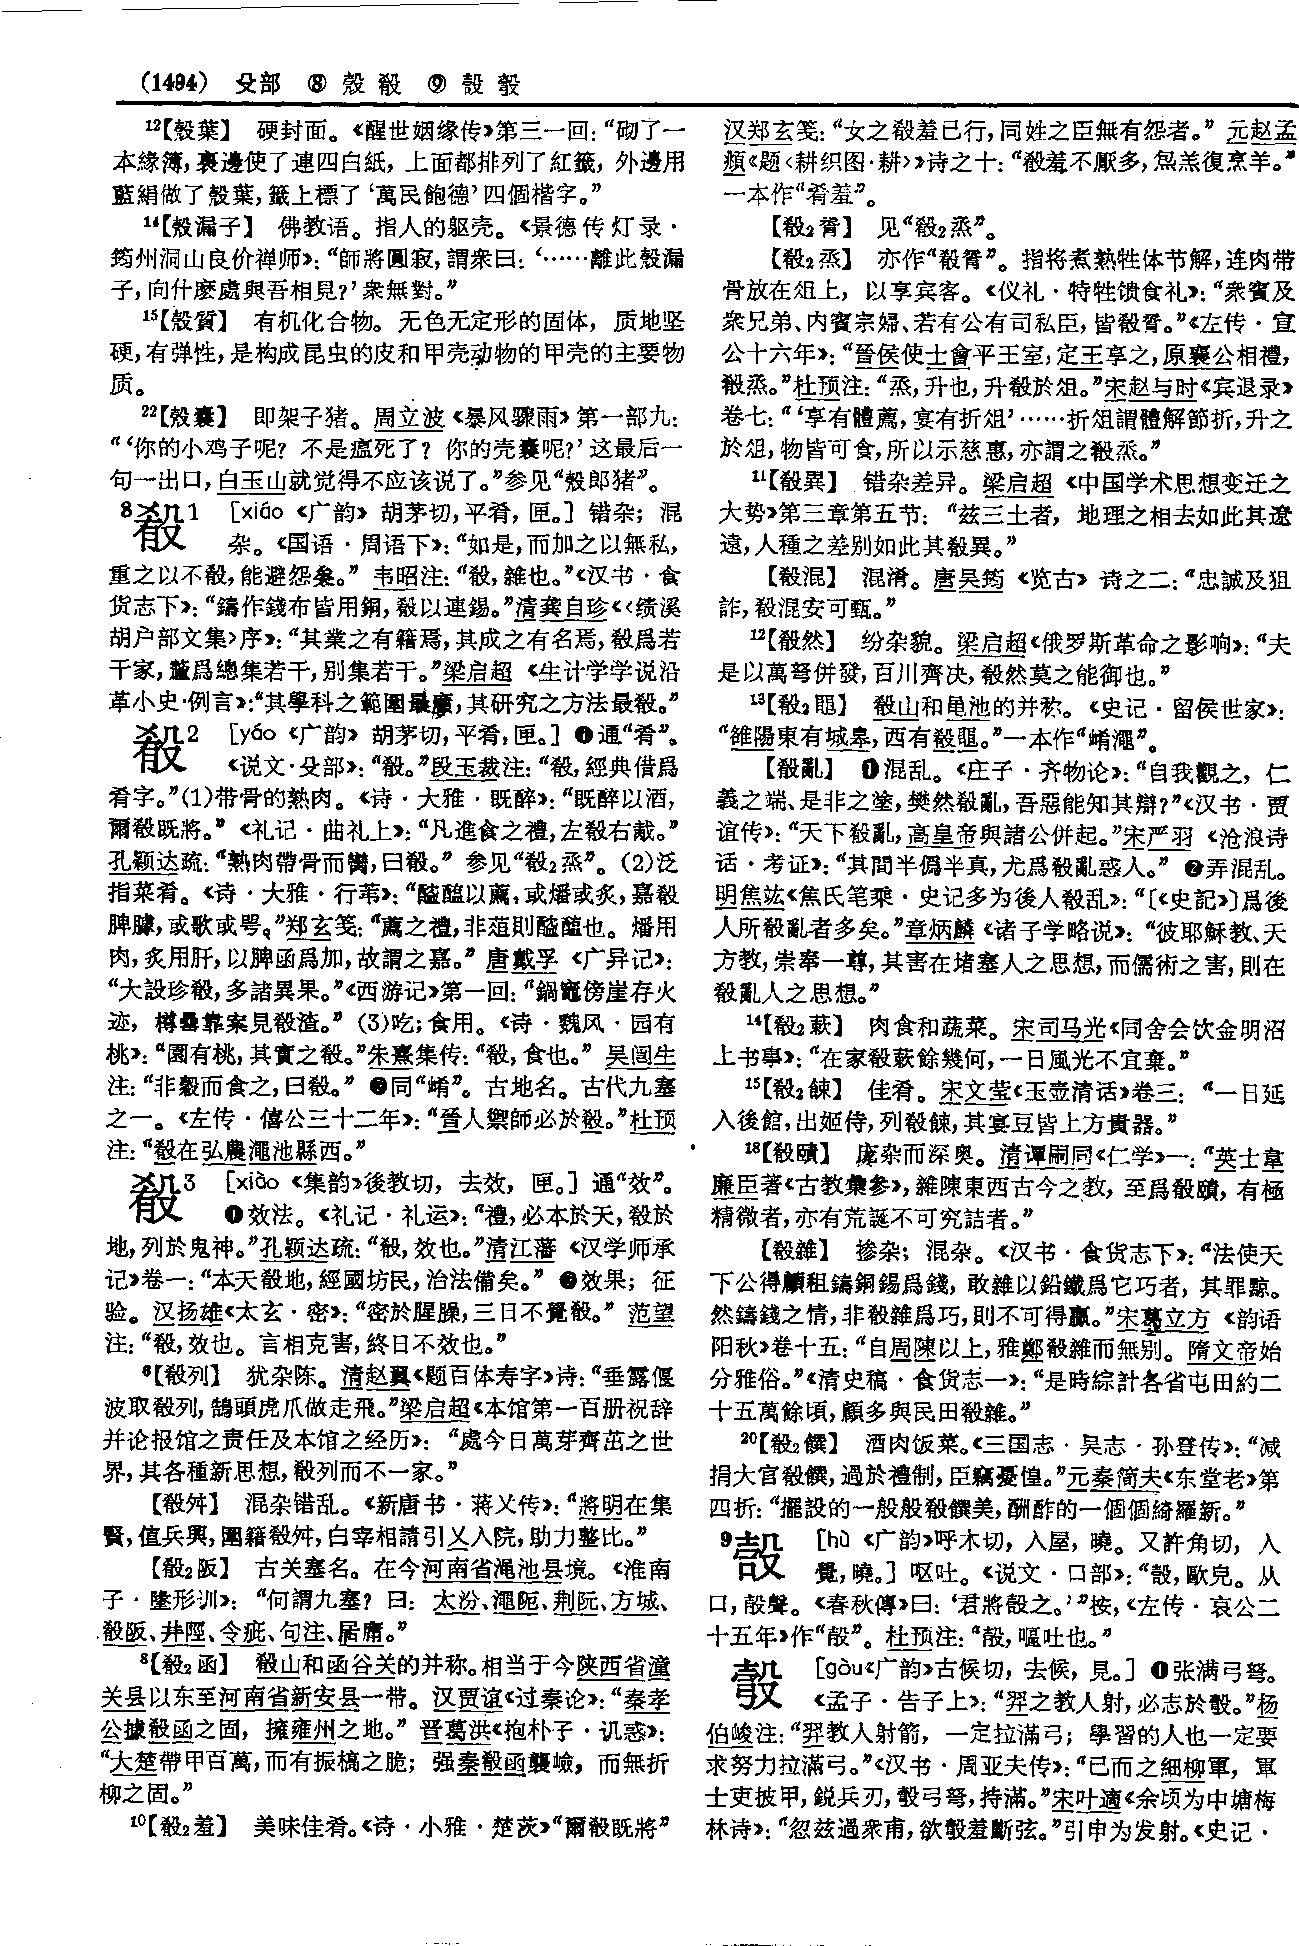 (1494) 殳部 ⑧ 殼 殽 ⑨ 嗀 彀
¹²【殼葉】 硬封面。《醒世姻缘传》第三一回：“砌了一
本緣簿，裏邊使了連四白紙，上面都排列了紅籤，外邊用
藍絹做了殼葉，籤上標了‘萬民飽德’四個楷字。”
¹⁴【殼漏子】 佛教语。指人的躯壳。《景德传灯录·
筠州洞山良价禅师》：“師將圓寂，謂衆曰：‘……離此殼漏
子，向什麽處與吾相見？’衆無對。”
¹⁵【殼質】 有机化合物。无色无定形的固体，质地坚
硬，有弹性，是构成昆虫的皮和甲壳动物的甲壳的主要物
质。
²²【殼囊】 即架子猪。周立波《暴风骤雨》第一部九：
“‘你的小鸡子呢？不是瘟死了？你的壳囊呢？’这最后一
句一出口，白玉山就觉得不应该说了。”参见“殼郎猪”。
⁸殽1 [xiáo 《广韵》胡茅切，平肴，匣。] 错杂；混
杂。《国语·周语下》：“如是，而加之以無私，
重之以不殽，能避怨矣。” 韦昭注：“殽，雜也。”《汉书·食
货志下》：“鑄作錢布皆用銅，殽以連錫。”清龚自珍《〈绩溪
胡户部文集〉序》：“其業之有籍焉，其成之有名焉，殽爲若
干家，釐爲總集若干，别集若干。”梁启超《生计学学说沿
革小史·例言》：“其學科之範圍最廣，其研究之方法最殽。”
殽2 [yáo 《广韵》胡茅切，平肴，匣。] ❶通“肴”。
《说文·殳部》：“殽。”段玉裁注：“殽，經典借爲
肴字。”(1)带骨的熟肉。《诗·大雅·既醉》：“既醉以酒，
爾殽既將。” 《礼记·曲礼上》：“凡進食之禮，左殽右胾。”
孔颖达疏：“熟肉帶骨而臠，曰殽。” 参见“殽₂烝”。(2)泛
指菜肴。《诗·大雅·行苇》：“醓醢以薦，或燔或炙，嘉殽
脾臄，或歌或咢。”郑玄笺：“薦之禮，非菹則醓醢也。燔用
肉，炙用肝，以脾函爲加，故謂之嘉。” 唐戴孚《广异记》：
“大設珍殽，多諸異果。”《西游记》第一回：“鍋竈傍崖存火
迹，樽罍靠案見殽渣。” (3)吃；食用。《诗·魏风·园有
桃》：“園有桃，其實之殽。”朱熹集传：“殽，食也。” 吴闿生
注：“非穀而食之，曰殽。” ❷同“崤”。古地名。古代九塞
之一。《左传·僖公三十二年》：“晉人禦師必於殽。”杜预
注：“殽在弘農澠池縣西。”
殽3 [xiào 《集韵》後教切，去效，匣。] 通“效”。
❶效法。《礼记·礼运》：“禮，必本於天，殽於
地，列於鬼神。”孔颖达疏：“殽，效也。”清江藩《汉学师承
记》卷一：“本天殽地，經國坊民，治法備矣。” ❷效果；征
验。汉扬雄《太玄·密》：“密於腥臊，三日不覺殽。” 范望
注：“殽，效也。言相克害，終日不效也。”
⁶【殽列】 犹杂陈。清赵翼《题百体寿字》诗：“垂露偃
波取殽列，鵠頭虎爪做走飛。”梁启超《本馆第一百册祝辞
并论报馆之责任及本馆之经历》：“處今日萬芽齊茁之世
界，其各種新思想，殽列而不一家。”
【殽舛】 混杂错乱。《新唐书·蒋乂传》：“將明在集
賢，值兵興，圖籍殽舛，白宰相請引乂入院，助力整比。”
【殽₂阪】 古关塞名。在今河南省渑池县境。《淮南
子·墬形训》：“何謂九塞？曰：太汾、澠阨、荆阮、方城、
殽阪、井陘、令疵、句注、居庸。”
⁸【殽₂函】 殽山和函谷关的并称。相当于今陕西省潼
关县以东至河南省新安县一带。汉贾谊《过秦论》：“秦孝
公據殽函之固，擁雍州之地。” 晋葛洪《抱朴子·讥惑》：
“大楚帶甲百萬，而有振槁之脆；强秦殽函襲嶮，而無折
柳之固。”
¹⁰【殽₂羞】 美味佳肴。《诗·小雅·楚茨》“爾殽既將”
汉郑玄笺：“女之殽羞已行，同姓之臣無有怨者。” 元赵孟
頫《题〈耕织图·耕〉》诗之十：“殽羞不厭多，炰羔復烹羊。”
一本作“肴羞”。
【殽₂胥】 见“殽₂烝”。
【殽₂烝】 亦作“殽胥”。指将煮熟牲体节解，连肉带
骨放在俎上，以享宾客。《仪礼·特牲馈食礼》：“衆賓及
衆兄弟、内賓宗婦、若有公有司私臣，皆殽胥。”《左传·宣
公十六年》：“晉侯使士會平王室，定王享之，原襄公相禮，
殽烝。”杜预注：“烝，升也，升殽於俎。”宋赵与时《宾退录》
卷七：“‘享有體薦，宴有折俎’……折俎謂體解節折，升之
於俎，物皆可食，所以示慈惠，亦謂之殽烝。”
¹¹【殽異】 错杂差异。梁启超《中国学术思想变迁之
大势》第三章第五节：“兹三土者，地理之相去如此其遼
遠，人種之差别如此其殽異。”
【殽混】 混淆。唐吴筠《览古》诗之二：“忠誠及狙
詐，殽混安可甄。”
¹²【殽然】 纷杂貌。梁启超《俄罗斯革命之影响》：“夫
是以萬弩併發，百川齊决，殽然莫之能御也。”
¹³【殽₂黽】 殽山和黾池的并称。《史记·留侯世家》：
“雒陽東有城皋，西有殽黽。”一本作“崤澠”。
【殽亂】 ❶混乱。《庄子·齐物论》：“自我觀之，仁
義之端、是非之塗，樊然殽亂，吾惡能知其辯？”《汉书·贾
谊传》：“天下殽亂，高皇帝與諸公併起。”宋严羽《沧浪诗
话·考证》：“其間半僞半真，尤爲殽亂惑人。” ❷弄混乱。
明焦竑《焦氏笔乘·史记多为後人殽乱》：“〔《史記》〕爲後
人所殽亂者多矣。”章炳麟《诸子学略说》：“彼耶穌教、天
方教，崇奉一尊，其害在堵塞人之思想，而儒術之害，則在
殽亂人之思想。”
¹⁴【殽₂蔌】 肉食和蔬菜。宋司马光《同舍会饮金明沼
上书事》：“在家殽蔌餘幾何，一日風光不宜棄。”
¹⁵【殽₂餗】 佳肴。宋文莹《玉壶清话》卷三：“一日延
入後館，出姬侍，列殽餗，其宴豆皆上方貴器。”
¹⁸【殽賾】 庞杂而深奥。清谭嗣同《仁学》一：“英士韋
廉臣著《古教彙參》，雜陳東西古今之教，至爲殽賾，有極
精微者，亦有荒誕不可究詰者。”
【殽雜】 掺杂；混杂。《汉书·食货志下》：“法使天
下公得顧租鑄銅錫爲錢，敢雜以鉛鐵爲它巧者，其罪黥。
然鑄錢之情，非殽雜爲巧，則不可得贏。”宋葛立方《韵语
阳秋》卷十五：“自周陳以上，雅鄭殽雜而無别。隋文帝始
分雅俗。”《清史稿·食货志一》：“是時綜計各省屯田約二
十五萬餘頃，顧多與民田殽雜。”
²⁰【殽₂饌】 酒肉饭菜。《三国志·吴志·孙登传》：“减
捐大官殽饌，過於禮制，臣竊憂惶。”元秦简夫《东堂老》第
四折：“擺設的一般般殽饌美，酬酢的一個個綺羅新。”
⁹嗀 [hù 《广韵》呼木切，入屋，曉。又許角切，入
覺，曉。] 呕吐。《说文·口部》：“嗀，歐皃。从
口，𣪊聲。《春秋傳》曰：‘君將嗀之。’”按，《左传·哀公二
十五年》作“𣪊”。杜预注：“𣪊，嘔吐也。”
彀 [gòu《广韵》古候切，去候，見。] ❶张满弓弩。
《孟子·告子上》：“羿之教人射，必志於彀。”杨
伯峻注：“羿教人射箭，一定拉滿弓；學習的人也一定要
求努力拉滿弓。”《汉书·周亚夫传》：“已而之細柳軍，軍
士吏披甲，鋭兵刃，彀弓弩，持滿。”宋叶適《余顷为中塘梅
林诗》：“忽兹過衆甫，欲彀羞斷弦。”引申为发射。《史记·